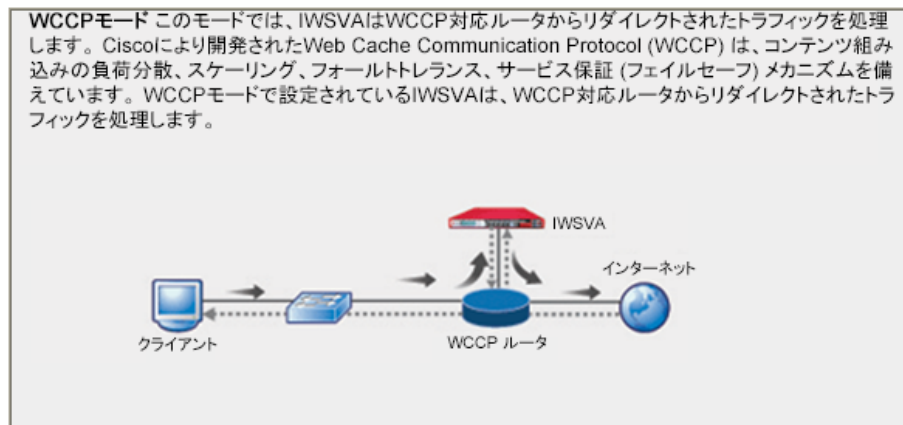 WCCPモード このモードでは、IWSVAはWCCP対応ルータからリダイレクトされたトラフィックを処理
します。Ciscoにより開発されたWeb Cache Communication Protocol (WCCP) は、コンテンツ組み
込みの負荷分散、スケーリング、フォールトトレランス、サービス保証 (フェイルセーフ) メカニズムを備
えています。WCCPモードで設定されているIWSVAは、WCCP対応ルータからリダイレクトされたトラ
フィックを処理します。
IWSVA
インターネット
クライアント
WCCP ルータ